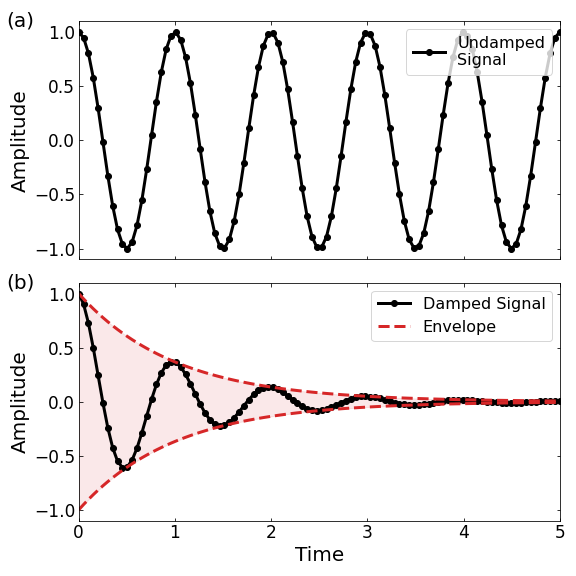 (a)
1.0
0.5
0.0
−0.5
−1.0
Amplitude
Undamped
Signal
(b)
1.0
0.5
0.0
−0.5
−1.0
Amplitude
Damped Signal
Envelope
0 1 2 3 4 5
Time